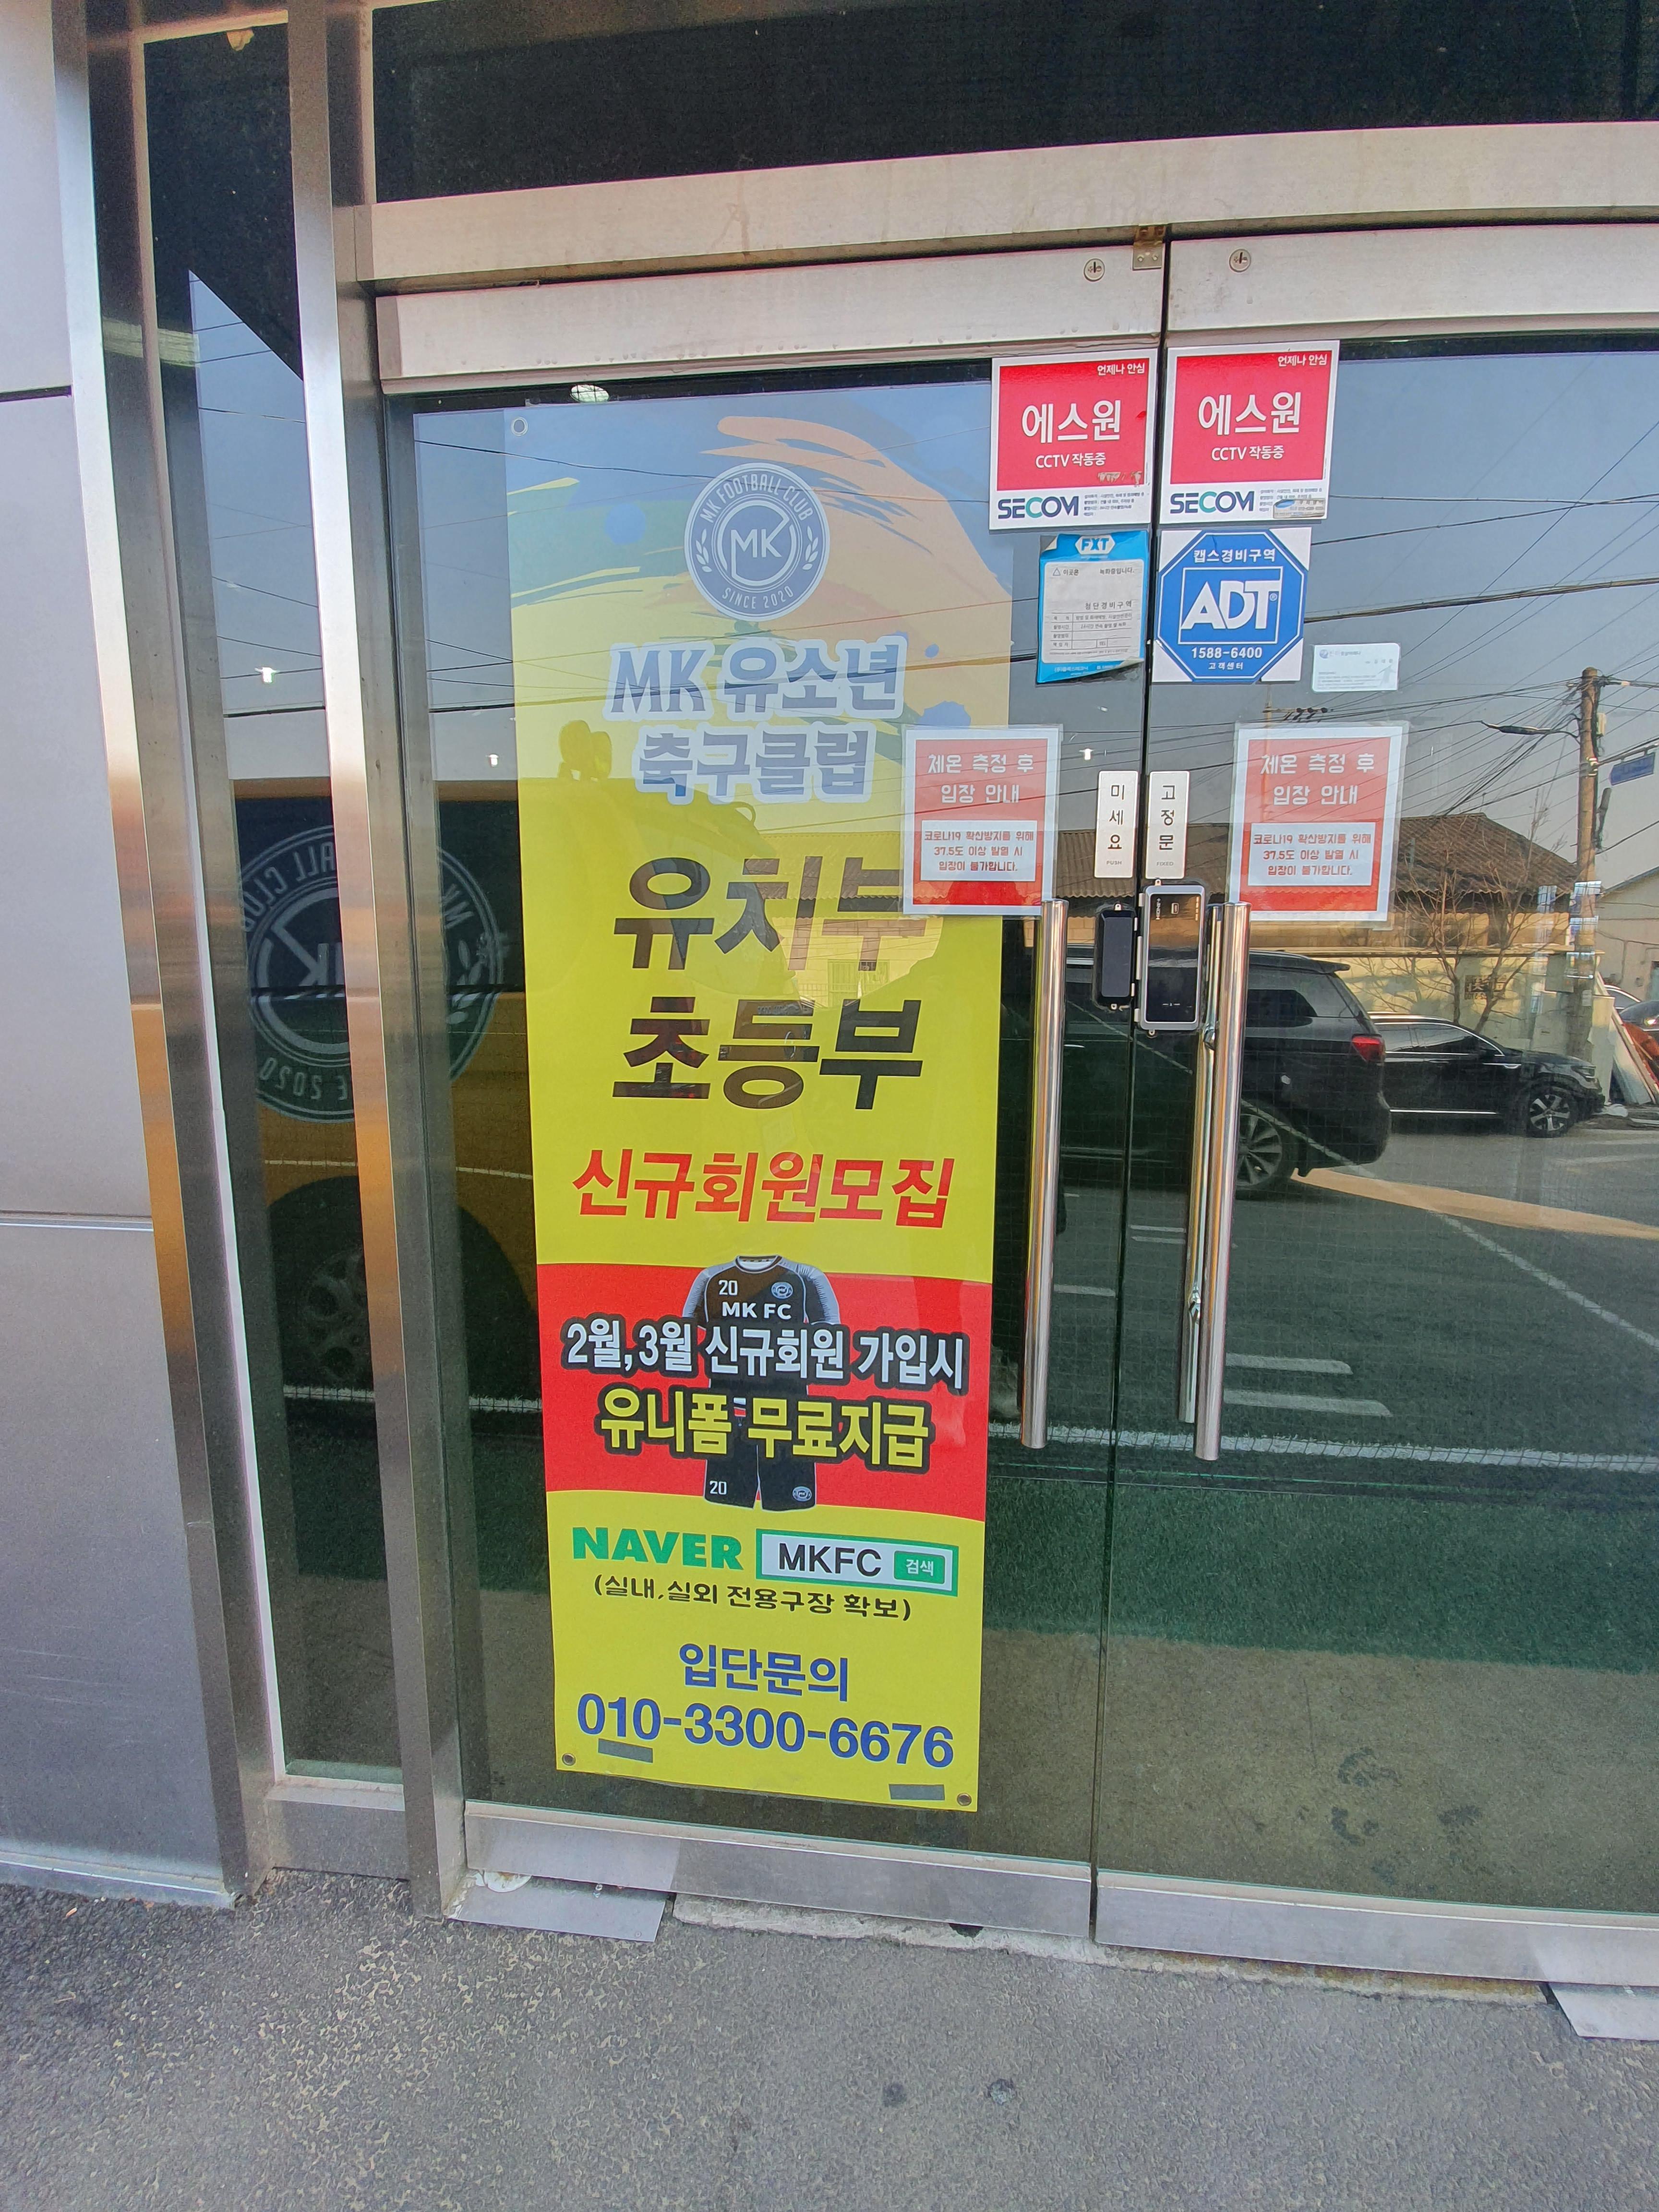 MK FOOTBALL CLUB
MK
SINCE 2020
MK 유소년
축구클럽
유치부
초등부
신규회원모집
20
MK FC
2월,3월 신규회원 가입시
유니폼 무료지급
20
NAVER MKFC 검색
(실내,실외 전용구장 확보)
입단문의
010-3300-6676
언제나 안심
에스원
CCTV 작동중
SECOM
언제나 안심
에스원
CCTV 작동중
SECOM
FXT
첨단경비구역
캡스경비구역
ADT
1588-6400
고객센터
체온 측정 후
입장 안내
코로나19 확산방지를 위해
37.5도 이상 발열 시
입장이 불가합니다.
미세요
PUSH
고정문
FIXED
체온 측정 후
입장 안내
코로나19 확산방지를 위해
37.5도 이상 발열 시
입장이 불가합니다.